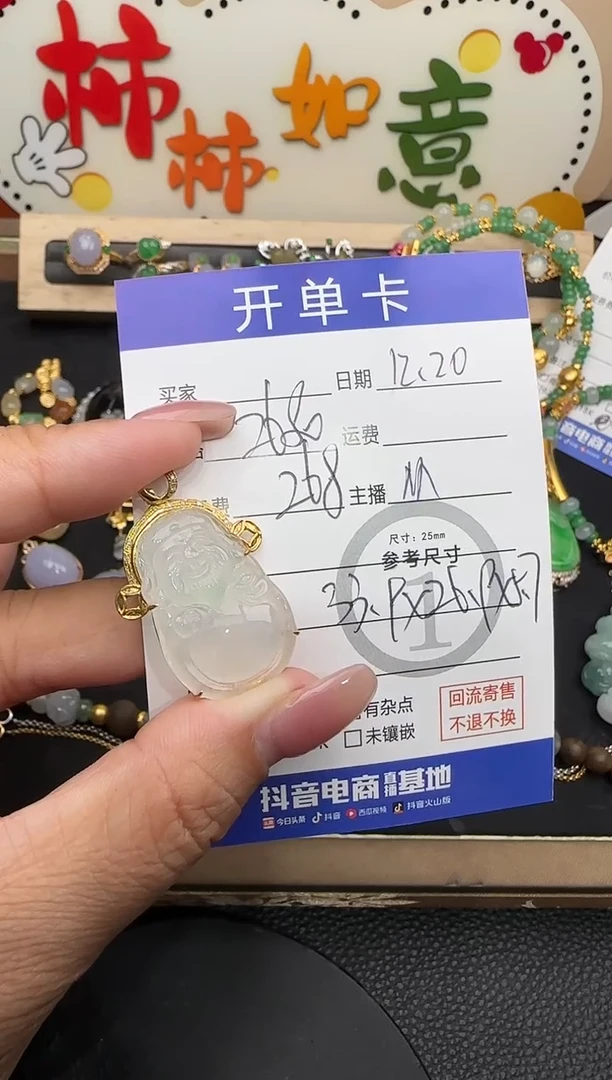 柿柿如意
开单卡
买家
日期 12.20
2680 运费
费 268 主播 M
尺寸：25mm
参考尺寸
1
有杂点
未镶嵌
回流寄售
不退不换
抖音电商直播基地
今日头条 抖音 西瓜视频 抖音火山版